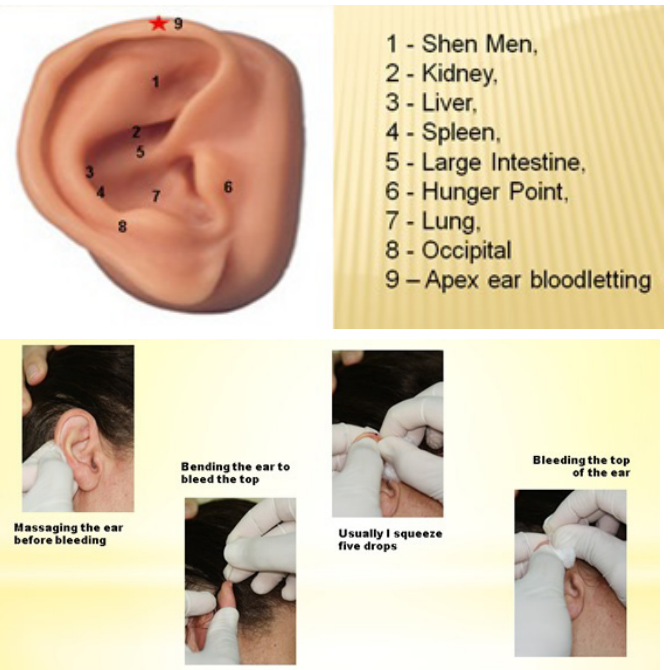 9
1
2
5
3
4
6
7
8
1 - Shen Men,
2 - Kidney,
3 - Liver,
4 - Spleen,
5 - Large Intestine,
6 - Hunger Point,
7 - Lung,
8 - Occipital
9 – Apex ear bloodletting
Massaging the ear
before bleeding
Bending the ear to
bleed the top
Usually I squeeze
five drops
Bleeding the top
of the ear